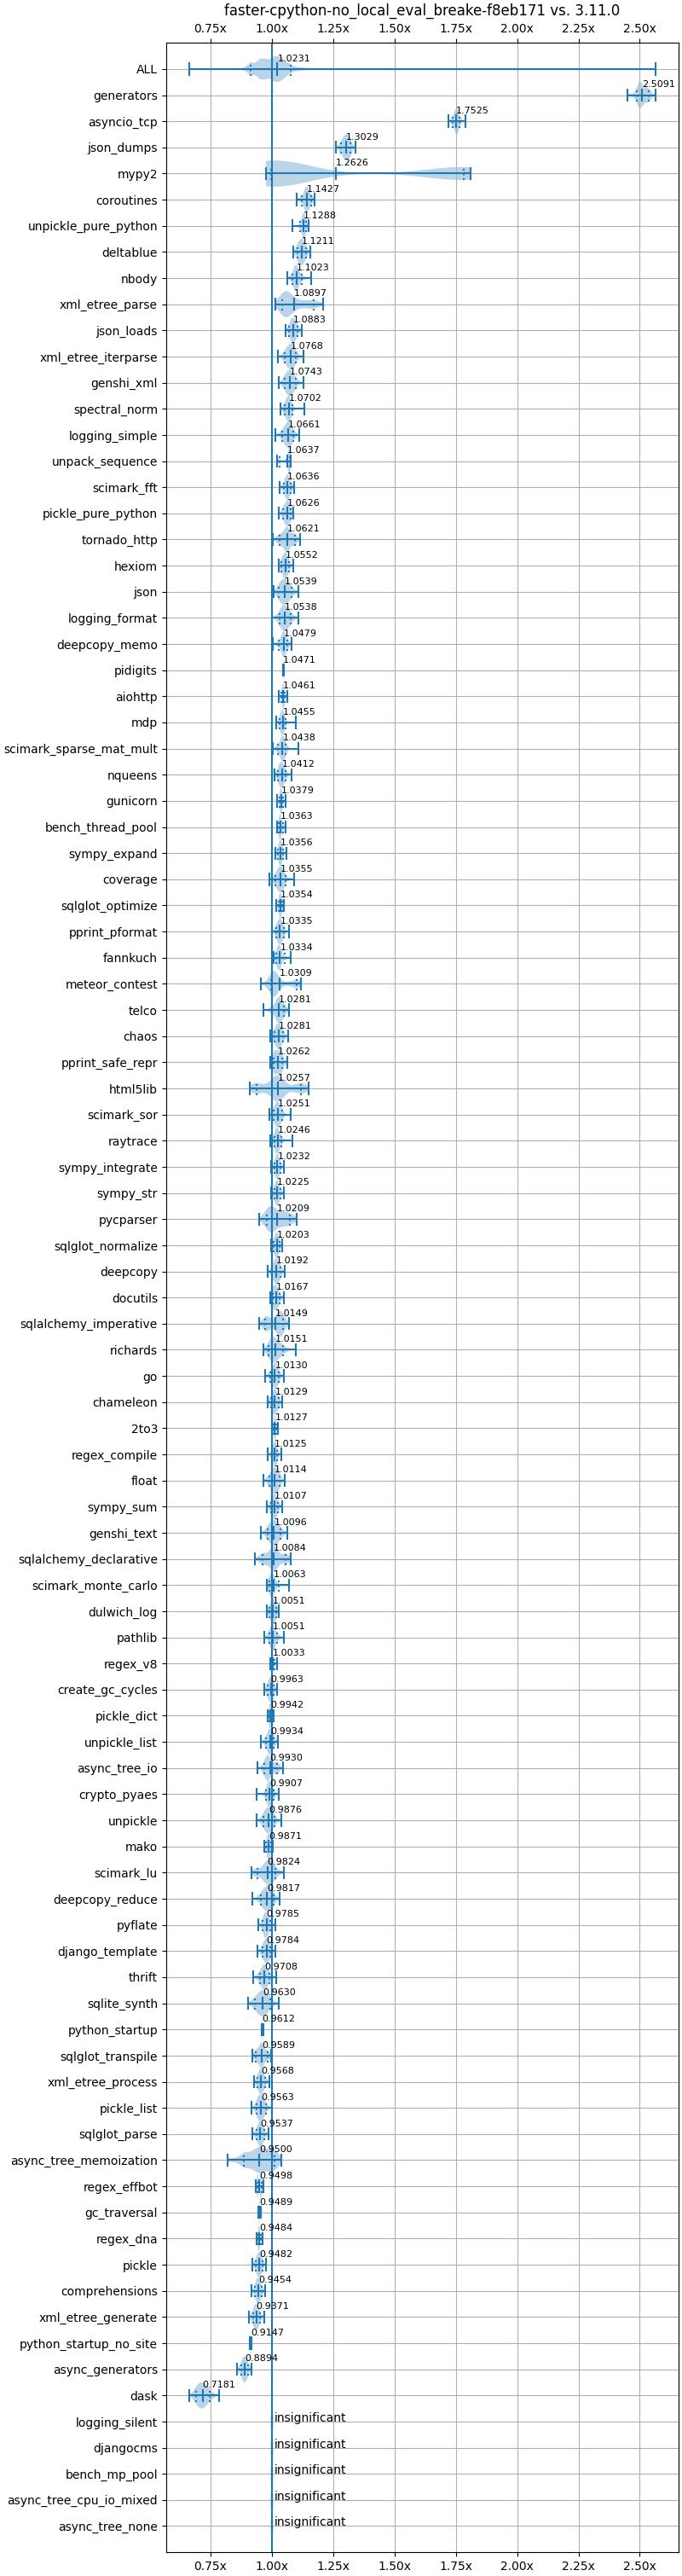 faster-cpython-no_local_eval_breake-f8eb171 vs. 3.11.0
0.75x 1.00x 1.25x 1.50x 1.75x 2.00x 2.25x 2.50x
ALL 1.0231
generators 2.5091
asyncio_tcp 1.7525
json_dumps 1.3029
mypy2 1.2626
coroutines 1.1427
unpickle_pure_python 1.1288
deltablue 1.1211
nbody 1.1023
xml_etree_parse 1.0897
json_loads 1.0883
xml_etree_iterparse 1.0768
genshi_xml 1.0743
spectral_norm 1.0702
logging_simple 1.0661
unpack_sequence 1.0637
scimark_fft 1.0636
pickle_pure_python 1.0626
tornado_http 1.0621
hexiom 1.0552
json 1.0539
logging_format 1.0538
deepcopy_memo 1.0479
pidigits 1.0471
aiohttp 1.0461
mdp 1.0455
scimark_sparse_mat_mult 1.0438
nqueens 1.0412
gunicorn 1.0379
bench_thread_pool 1.0363
sympy_expand 1.0356
coverage 1.0355
sqlglot_optimize 1.0354
pprint_pformat 1.0335
fannkuch 1.0334
meteor_contest 1.0309
telco 1.0281
chaos 1.0281
pprint_safe_repr 1.0262
html5lib 1.0257
scimark_sor 1.0251
raytrace 1.0246
sympy_integrate 1.0232
sympy_str 1.0225
pycparser 1.0209
sqlglot_normalize 1.0203
deepcopy 1.0192
docutils 1.0167
sqlalchemy_imperative 1.0149
richards 1.0151
go 1.0130
chameleon 1.0129
2to3 1.0127
regex_compile 1.0125
float 1.0114
sympy_sum 1.0107
genshi_text 1.0096
sqlalchemy_declarative 1.0084
scimark_monte_carlo 1.0063
dulwich_log 1.0051
pathlib 1.0051
regex_v8 1.0033
create_gc_cycles 0.9963
pickle_dict 0.9942
unpickle_list 0.9934
async_tree_io 0.9930
crypto_pyaes 0.9907
unpickle 0.9876
mako 0.9871
scimark_lu 0.9824
deepcopy_reduce 0.9817
pyflate 0.9785
django_template 0.9784
thrift 0.9708
sqlite_synth 0.9630
python_startup 0.9612
sqlglot_transpile 0.9589
xml_etree_process 0.9568
pickle_list 0.9563
sqlglot_parse 0.9537
async_tree_memoization 0.9500
regex_effbot 0.9498
gc_traversal 0.9489
regex_dna 0.9484
pickle 0.9482
comprehensions 0.9454
xml_etree_generate 0.9371
python_startup_no_site 0.9147
async_generators 0.8894
dask 0.7181
logging_silent insignificant
djangocms insignificant
bench_mp_pool insignificant
async_tree_cpu_io_mixed insignificant
async_tree_none insignificant
0.75x 1.00x 1.25x 1.50x 1.75x 2.00x 2.25x 2.50x